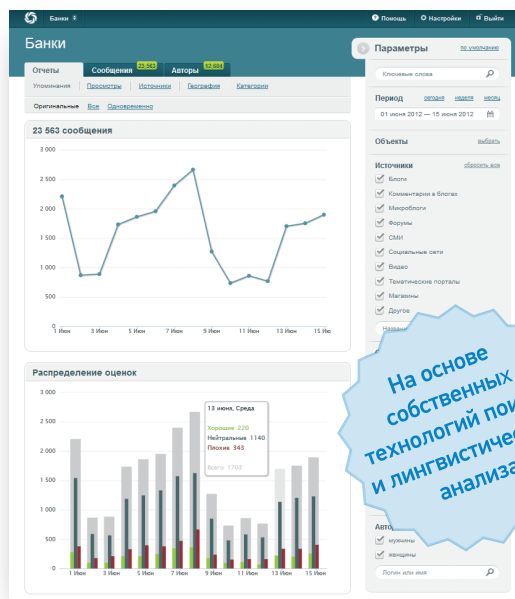 Банки
Помощь
Настройки
Выйти
Банки
Отчеты
Сообщения 23 563
Авторы 12 604
Упоминания
Просмотры
Источники
География
Категории
Оригинальные
Все
Одновременно
23 563 сообщения
3 000
2 500
2 000
1 500
1 000
500
1 Июн
3 Июн
5 Июн
7 Июн
9 Июн
11 Июн
13 Июн
15 Ию
Распределение оценок
3 000
2 500
2 000
1 500
1 000
500
0
13 июня, Среда
Хорошие 220
Нейтральные 1140
Плохие 345
Всего 1702
1 Июн
3 Июн
5 Июн
7 Июн
9 Июн
11 Июн
13 Июн
15 Июн
Параметры
по умолчанию
Ключевые слова
Период
сегодня
неделя
месяц
01 июня 2012 — 15 июня 2012
Объекты
выбрать
Источники
сбросить все
Блоги
Комментарии в блогах
Микроблоги
Форумы
СМИ
Социальные сети
Видео
Тематические порталы
Магазины
Другое
На основе
собственных
технологий пои
и лингвистичес
анализа
мужчины
женщины
Логин или имя